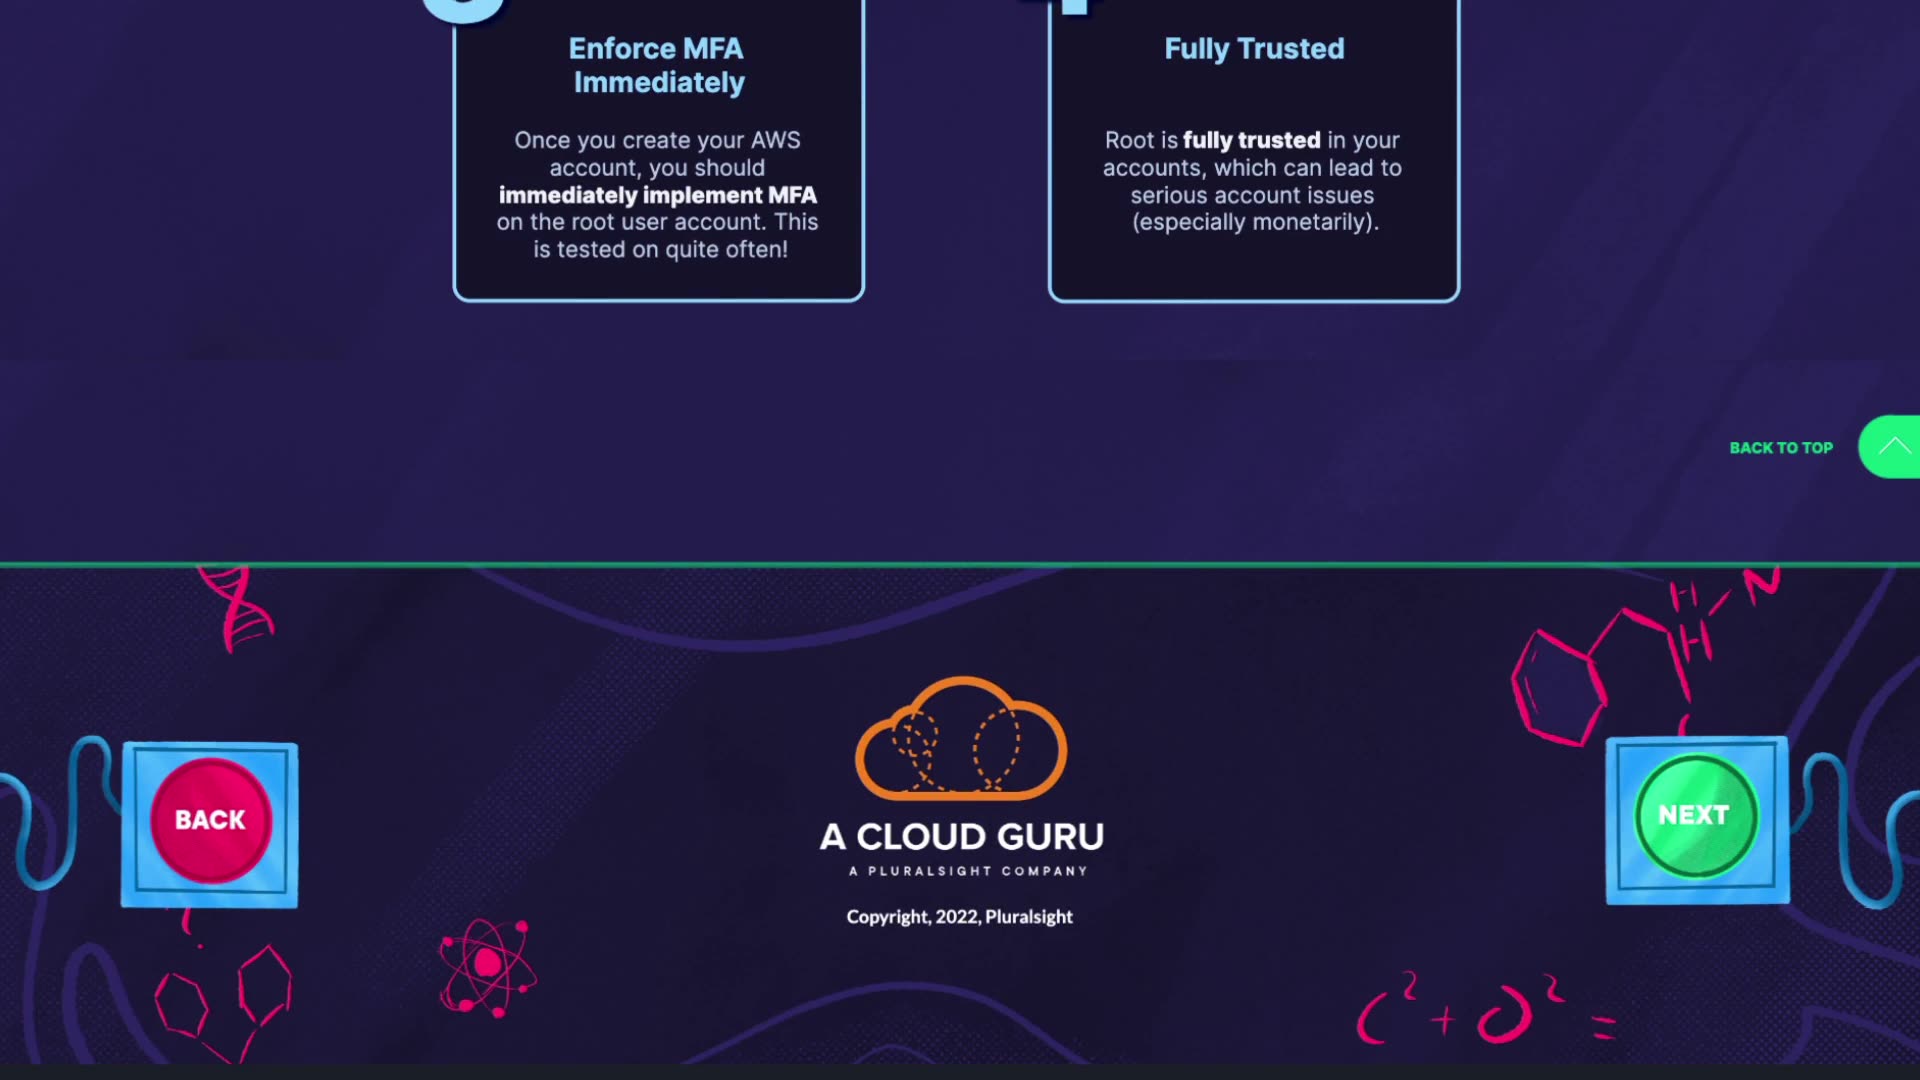 Enforce MFA
Immediately
Once you create your AWS
account, you should
immediately implement MFA
on the root user account. This
is tested on quite often!
Fully Trusted
Root is fully trusted in your
accounts, which can lead to
serious account issues
(especially monetarily).
BACK TO TOP
H
N
H
BACK
NEXT
A CLOUD GURU
A PLURALSIGHT COMPANY
Copyright, 2022, Pluralsight
C² + O² =